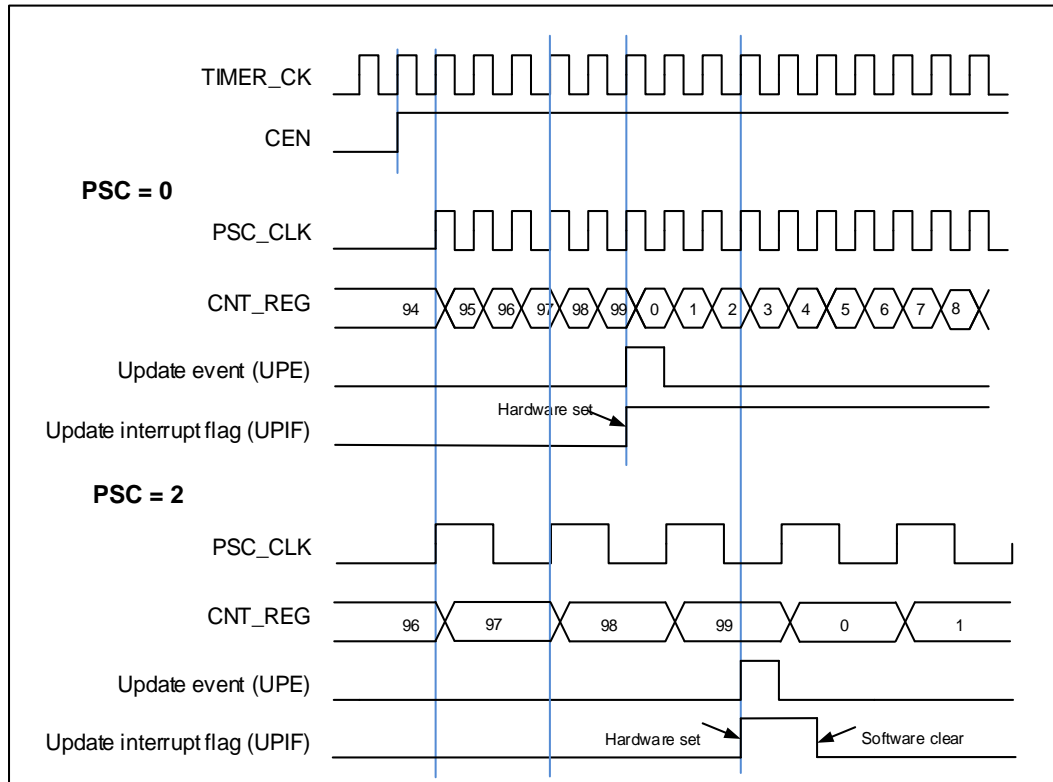 TIMER_CK
CEN
PSC = 0
PSC_CLK
CNT_REG 94 95 96 97 98 99 0 1 2 3 4 5 6 7 8
Update event (UPE)
Hardware set
Update interrupt flag (UPIF)
PSC = 2
PSC_CLK
CNT_REG 96 97 98 99 0 1
Update event (UPE)
Update interrupt flag (UPIF) Hardware set Software clear